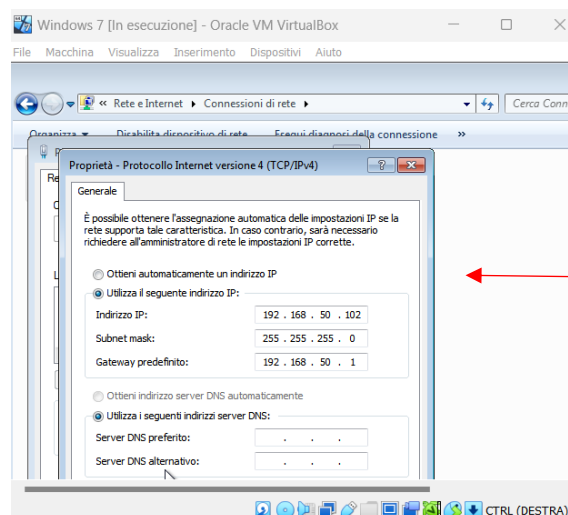 Windows 7 [In esecuzione] - Oracle VM VirtualBox
File Macchina Visualizza Inserimento Dispositivi Aiuto
« Rete e Internet Connessioni di rete Cerca Conn
Organizza Disabilita dispositivo di rete Esegui diagnosi della connessione »
Proprietà - Protocollo Internet versione 4 (TCP/IPv4) ?
Re
Generale
È possibile ottenere l'assegnazione automatica delle impostazioni IP se la
rete supporta tale caratteristica. In caso contrario, sarà necessario
richiedere all'amministratore di rete le impostazioni IP corrette.
Ottieni automaticamente un indirizzo IP
Utilizza il seguente indirizzo IP:
Indirizzo IP: 192 . 168 . 50 . 102
Subnet mask: 255 . 255 . 255 . 0
Gateway predefinito: 192 . 168 . 50 . 1
Ottieni indirizzo server DNS automaticamente
Utilizza i seguenti indirizzi server DNS:
Server DNS preferito: . . .
Server DNS alternativo: . . .
CTRL (DESTRA)